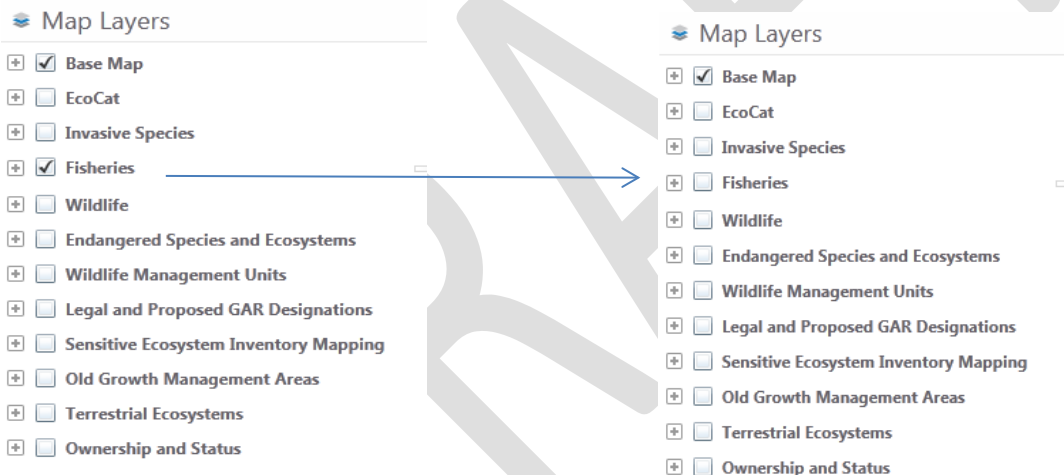 Map Layers
Base Map
EcoCat
Invasive Species
Fisheries
Wildlife
Endangered Species and Ecosystems
Wildlife Management Units
Legal and Proposed GAR Designations
Sensitive Ecosystem Inventory Mapping
Old Growth Management Areas
Terrestrial Ecosystems
Ownership and Status
Map Layers
Base Map
EcoCat
Invasive Species
Fisheries
Wildlife
Endangered Species and Ecosystems
Wildlife Management Units
Legal and Proposed GAR Designations
Sensitive Ecosystem Inventory Mapping
Old Growth Management Areas
Terrestrial Ecosystems
Ownership and Status